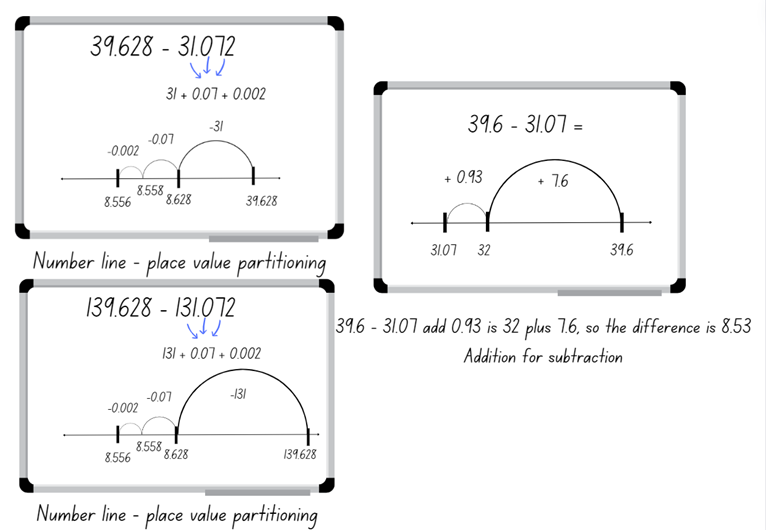 39.628 - 31.072
31 + 0.07 + 0.002
-0.002 -0.07 -31
8.556 8.558 8.628 39.628
Number line - place value partitioning
139.628 - 131.072
131 + 0.07 + 0.002
-0.002 -0.07 -131
8.556 8.558 8.628 139.628
Number line - place value partitioning
39.6 - 31.07 =
+ 0.93 + 7.6
31.07 32 39.6
39.6 - 31.07 add 0.93 is 32 plus 7.6, so the difference is 8.53
Addition for subtraction